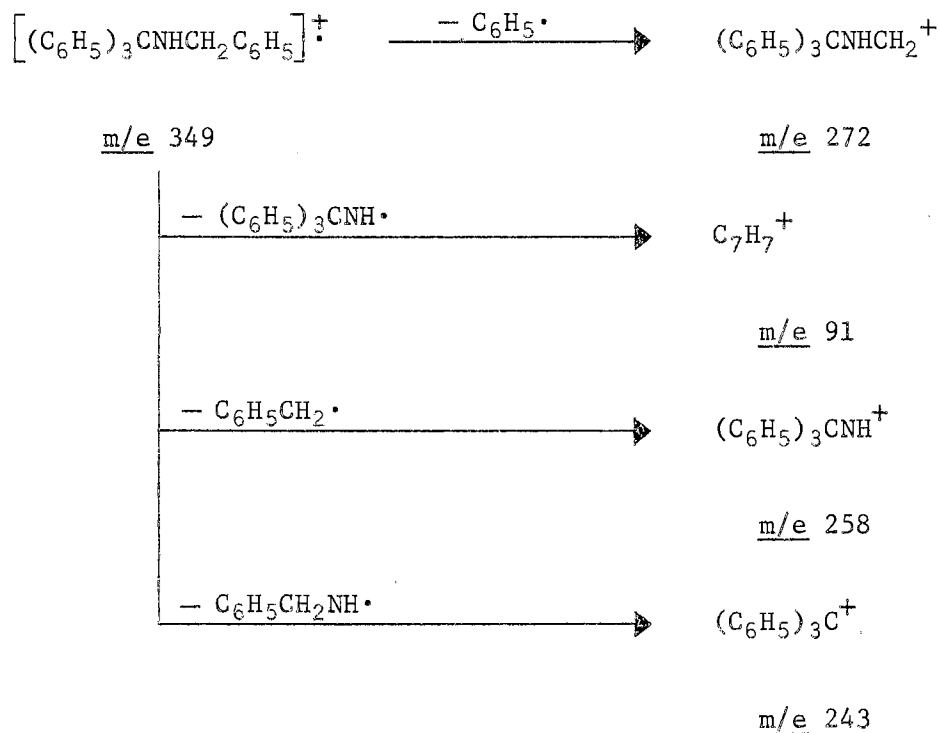 [(C₆H₅)₃CNHCH₂C₆H₅]⁺• − C₆H₅• (C₆H₅)₃CNHCH₂⁺
m/e 349 m/e 272
− (C₆H₅)₃CNH• C₇H₇⁺
m/e 91
− C₆H₅CH₂• (C₆H₅)₃CNH⁺
m/e 258
− C₆H₅CH₂NH• (C₆H₅)₃C⁺
m/e 243